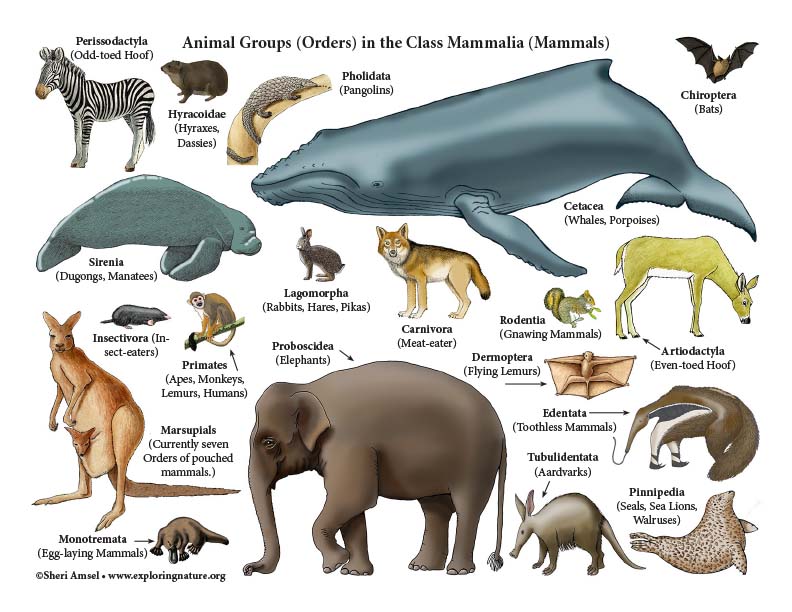 Animal Groups (Orders) in the Class Mammalia (Mammals)
Perissodactyla
(Odd-toed Hoof)
Hyracoidae
(Hyraxes,
Dassies)
Pholidata
(Pangolins)
Chiroptera
(Bats)
Cetacea
(Whales, Porpoises)
Sirenia
(Dugongs, Manatees)
Lagomorpha
(Rabbits, Hares, Pikas)
Carnivora
(Meat-eater)
Rodentia
(Gnawing Mammals)
Artiodactyla
(Even-toed Hoof)
Insectivora (In-
sect-eaters)
Primates
(Apes, Monkeys,
Lemurs, Humans)
Proboscidea
(Elephants)
Dermoptera
(Flying Lemurs)
Edentata
(Toothless Mammals)
Marsupials
(Currently seven
Orders of pouched
mammals.)
Tubulidentata
(Aardvarks)
Pinnipedia
(Seals, Sea Lions,
Walruses)
Monotremata
(Egg-laying Mammals)
©Sheri Amsel • www.exploringnature.org